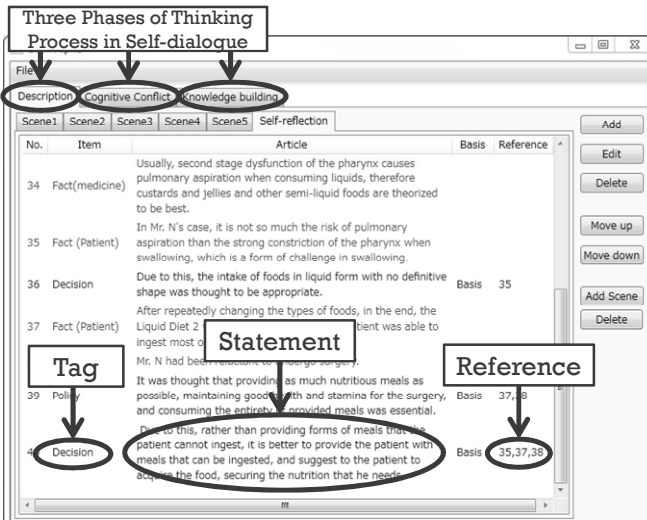 Three Phases of Thinking
Process in Self-dialogue
File
Description Cognitive Conflict Knowledge building
Scene1 Scene2 Scene3 Scene4 Scene5 Self-reflection
No. Item Article Basis Reference
34 Fact(medicine) Usually, second stage dysfunction of the pharynx causes
pulmonary aspiration when consuming liquids, therefore
custards and jellies and other semi-liquid foods are theorized
to be best.
35 Fact (Patient) In Mr. N's case, it is not so much the risk of pulmonary
aspiration than the strong constriction of the pharynx when
swallowing, which is a form of challenge in swallowing.
36 Decision Due to this, the intake of foods in liquid form with no definitive
shape was thought to be appropriate. Basis 35
37 Fact (Patient) After repeatedly changing the types of foods, in the end, the
Liquid Diet 2 tient was able to
ingest most
Mr. N had been reluctant to undergo surgery.
39 Policy It was thought that providing as much nutritious meals as
possible, maintaining good health and stamina for the surgery,
and consuming the entirety provided meals was essential. Basis 37,38
Decision Due to this, rather than providing forms of meals that the
patient cannot ingest, it is better to provide the patient with
meals that can be ingested, and suggest to the patient to
acquire the food, securing the nutrition that he needs Basis 35,37,38
Tag
Statement
Reference
Add
Edit
Delete
Move up
Move down
Add Scene
Delete